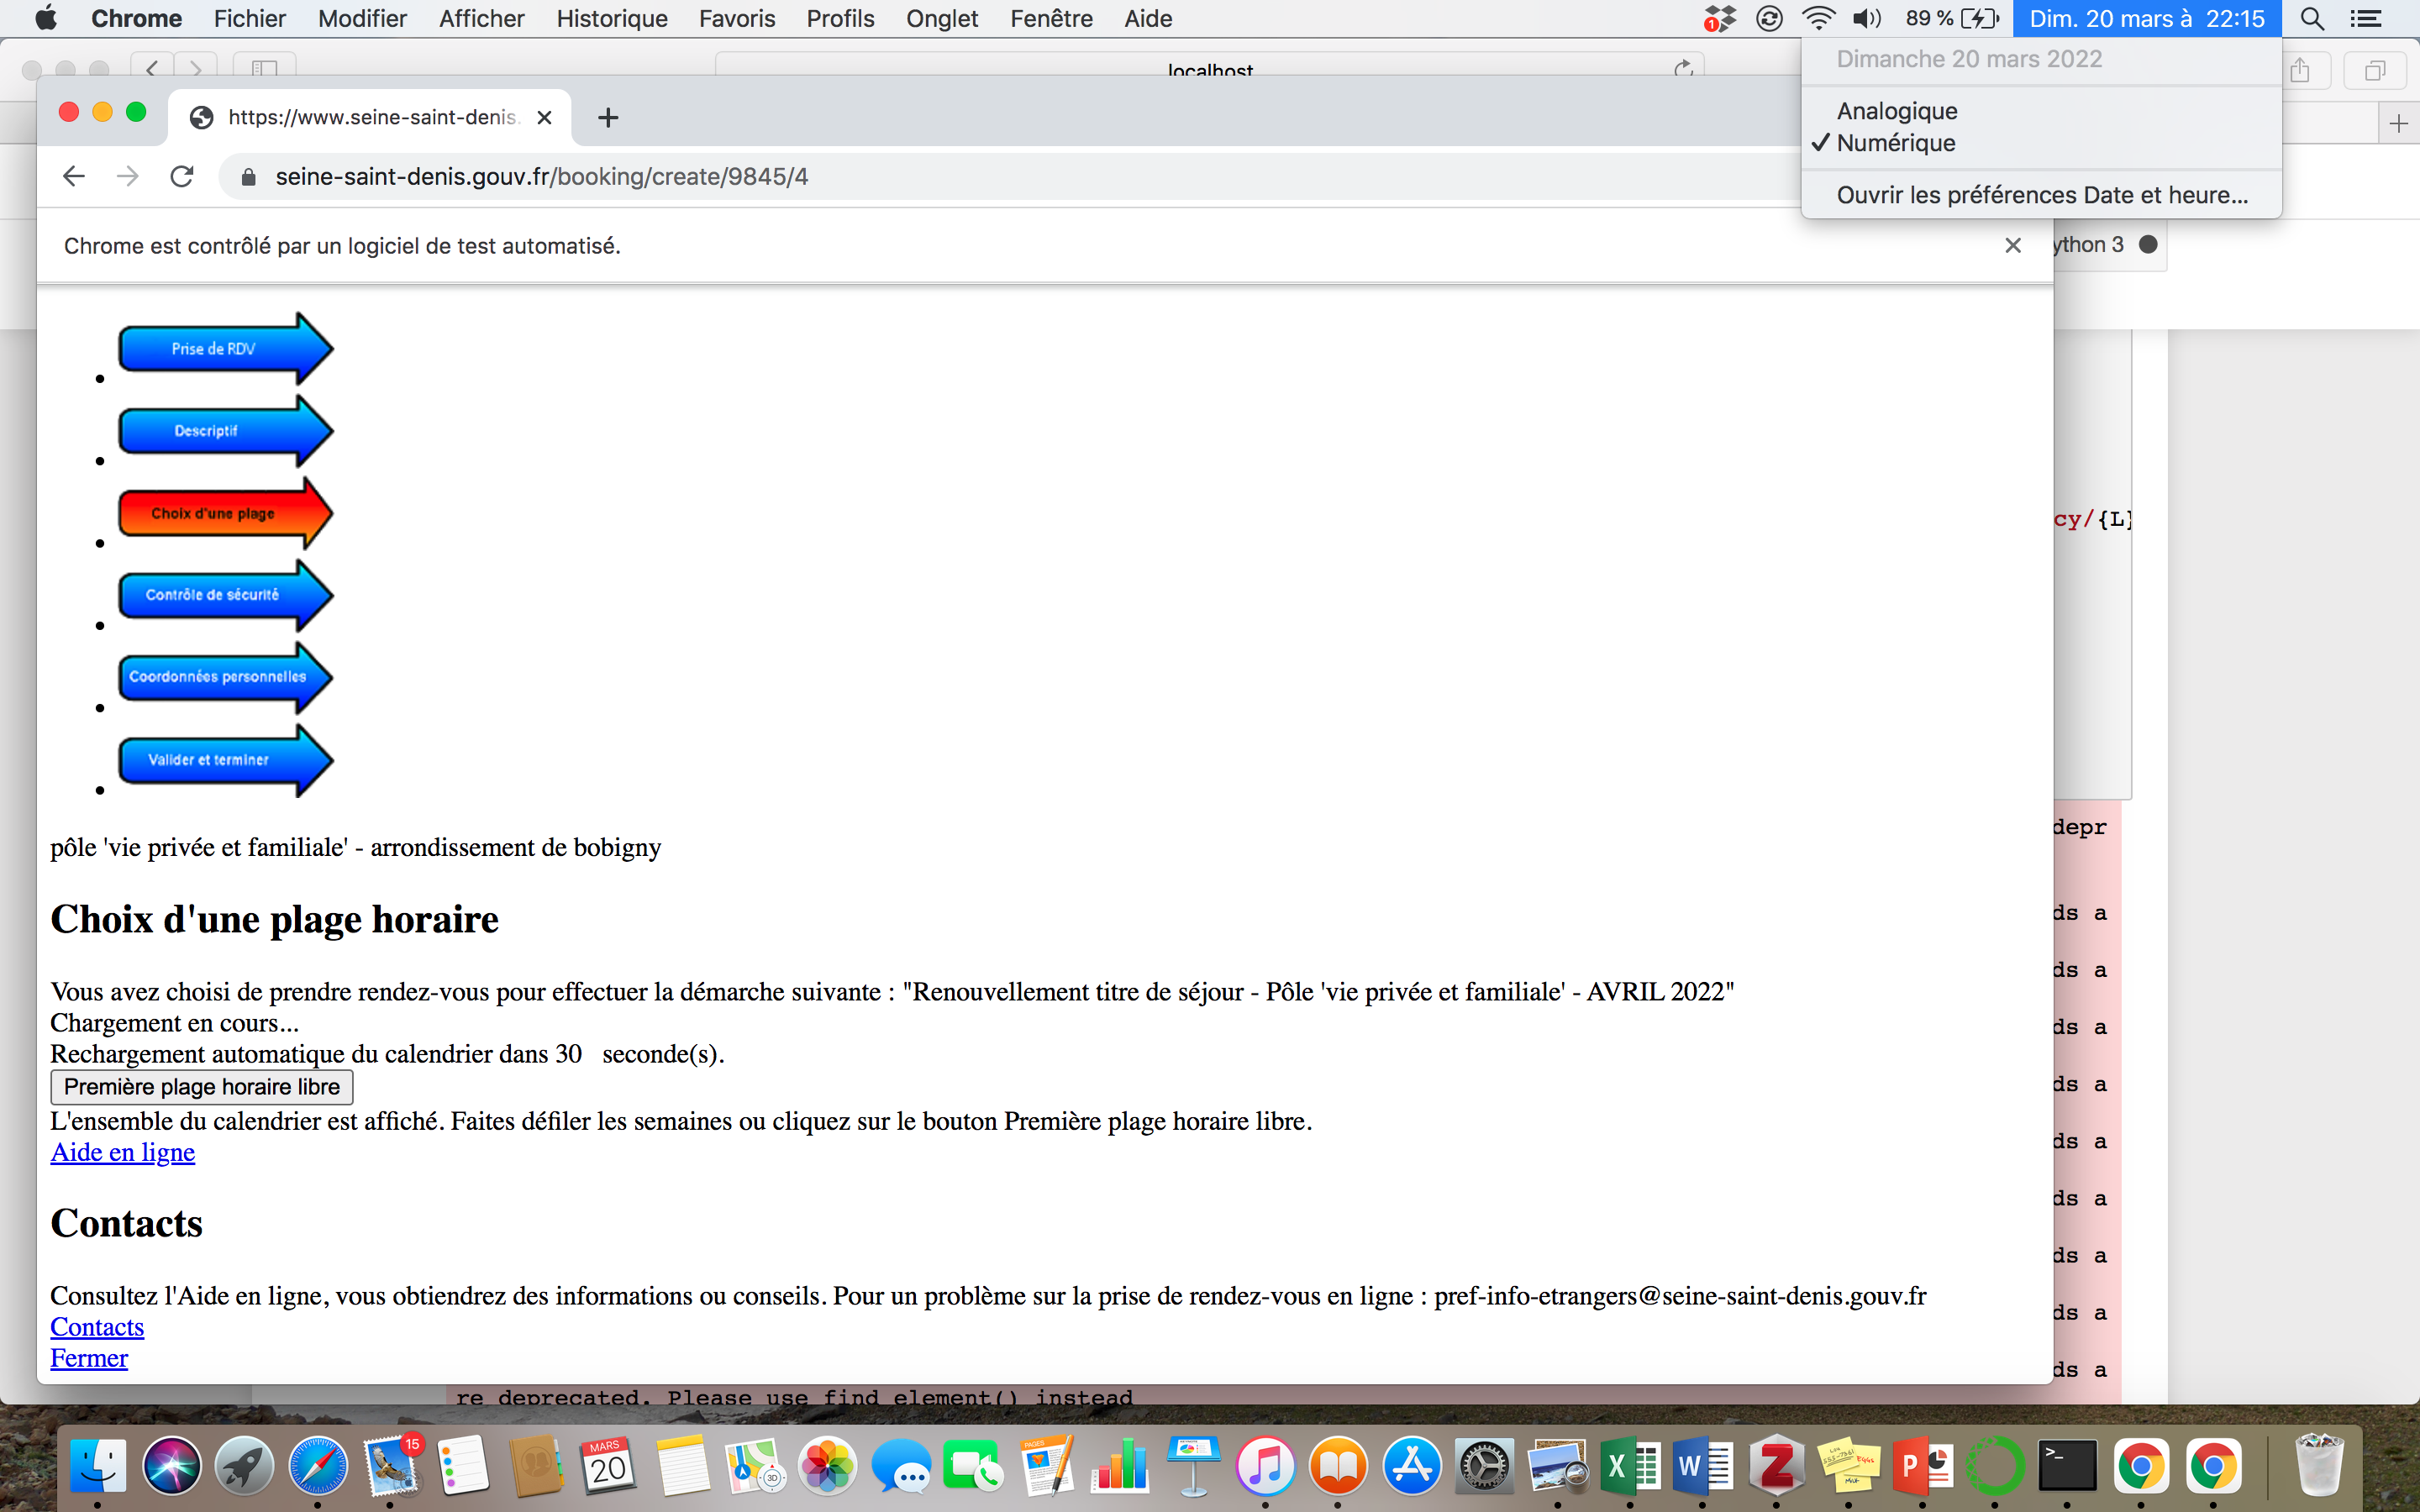 Chrome Fichier Modifier Afficher Historique Favoris Profils Onglet Fenêtre Aide 1 89 % Dim. 20 mars à 22:15
Dimanche 20 mars 2022
Analogique
✓ Numérique
Ouvrir les préférences Date et heure...
localhost
https://www.seine-saint-denis.
seine-saint-denis.gouv.fr/booking/create/9845/4
Chrome est contrôlé par un logiciel de test automatisé.
ython 3
Prise de RDV
Descriptif
Choix d'une plage
cy/{L}
Contrôle de sécurité
Coordonnées personnelles
Valider et terminer
depr
pôle 'vie privée et familiale' - arrondissement de bobigny
Choix d'une plage horaire
ds a
ds a
Vous avez choisi de prendre rendez-vous pour effectuer la démarche suivante : "Renouvellement titre de séjour - Pôle 'vie privée et familiale' - AVRIL 2022"
Chargement en cours...
ds a
Rechargement automatique du calendrier dans 30 seconde(s).
Première plage horaire libre
ds a
L'ensemble du calendrier est affiché. Faites défiler les semaines ou cliquez sur le bouton Première plage horaire libre.
ds a
Aide en ligne
ds a
Contacts
ds a
Consultez l'Aide en ligne, vous obtiendrez des informations ou conseils. Pour un problème sur la prise de rendez-vous en ligne : pref-info-etrangers@seine-saint-denis.gouv.fr
ds a
Contacts
Fermer
ds a
re deprecated. Please use find_element() instead
15
MARS
20
3D
PAGES
X
W
Z
P
>_